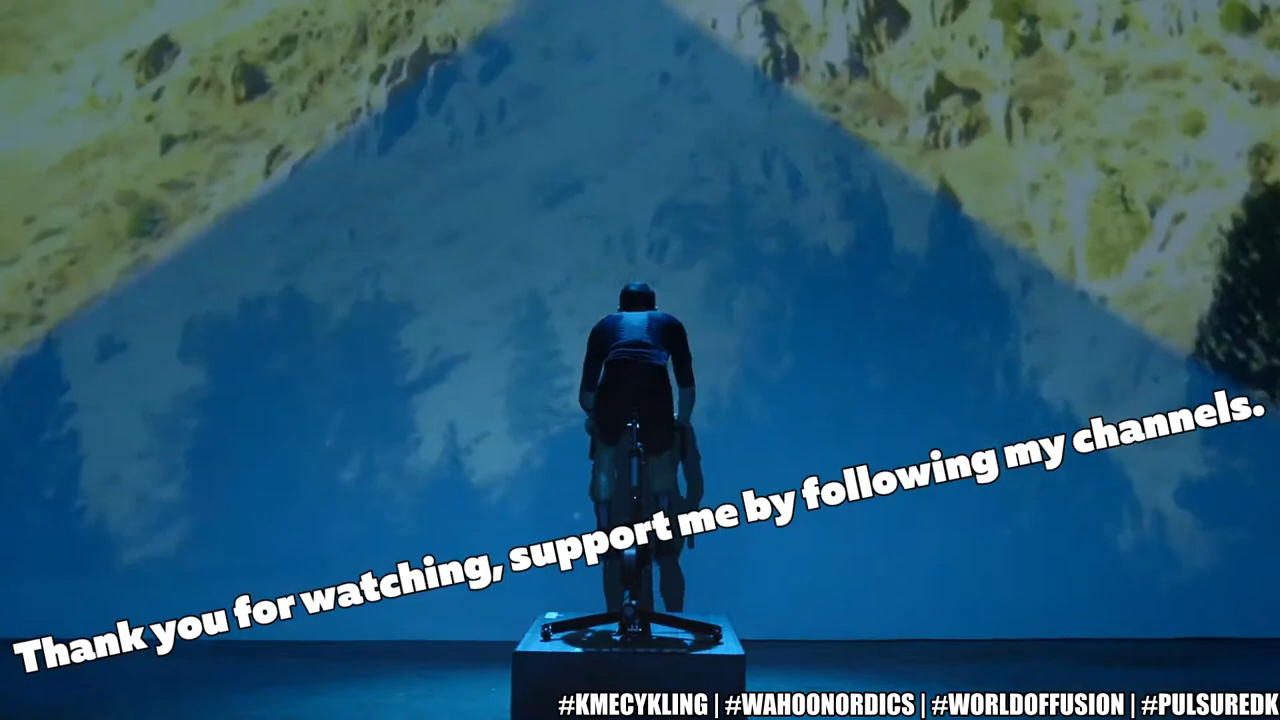 Thank you for watching, support me by following my channels.
#KMECYKLING | #WAHOONORDICS | #WORLDOFFUSION | #PULSUREDK